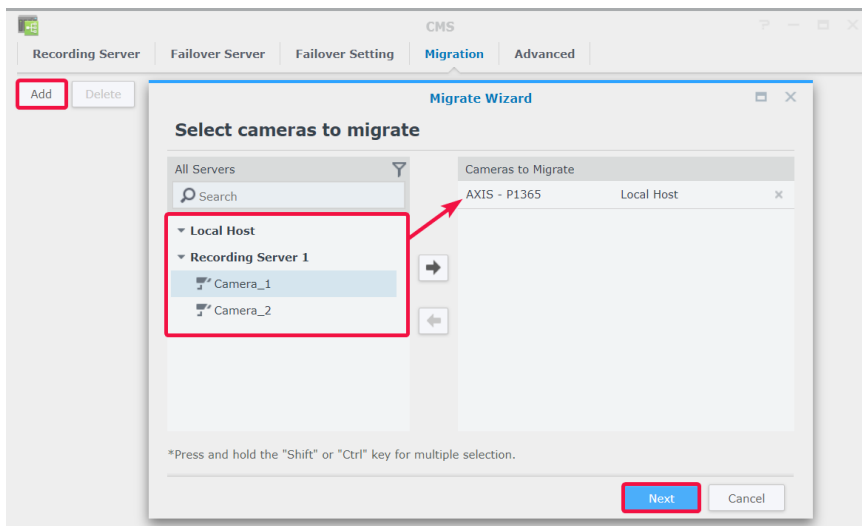 CMS
Recording Server Failover Server Failover Setting Migration Advanced
Add Delete
Migrate Wizard
Select cameras to migrate
All Servers
Search
Local Host
Recording Server 1
Camera_1
Camera_2
Cameras to Migrate
AXIS - P1365 Local Host
*Press and hold the "Shift" or "Ctrl" key for multiple selection.
Next Cancel